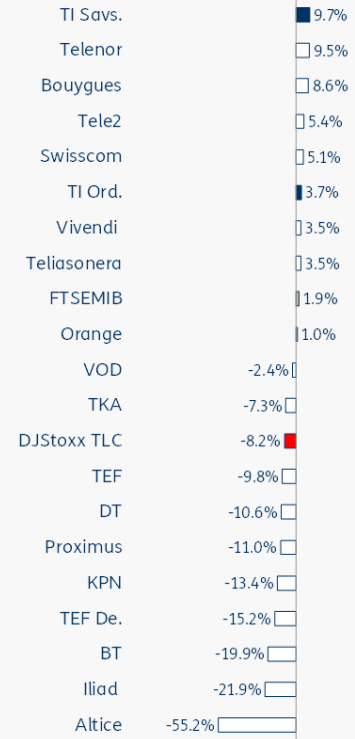 TI Savs. 9.7%
Telenor 9.5%
Bouygues 8.6%
Tele2 5.4%
Swisscom 5.1%
TI Ord. 3.7%
Vivendi 3.5%
Teliasonera 3.5%
FTSEMIB 1.9%
Orange 1.0%
VOD -2.4%
TKA -7.3%
DJStoxx TLC -8.2%
TEF -9.8%
DT -10.6%
Proximus -11.0%
KPN -13.4%
TEF De. -15.2%
BT -19.9%
Iliad -21.9%
Altice -55.2%